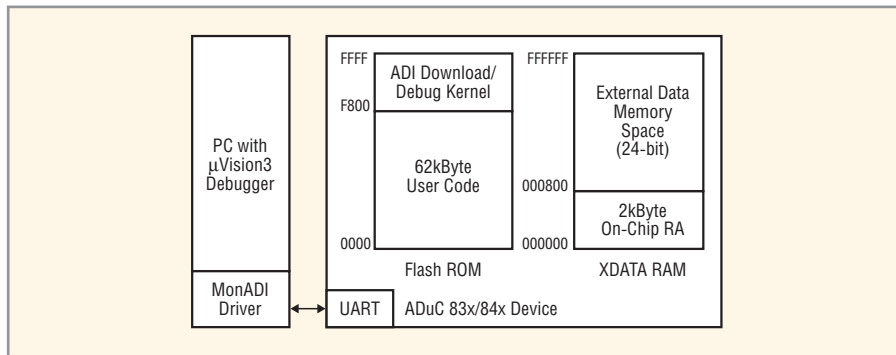 PC with
µVision3
Debugger
MonADI
Driver
FFFF
F800
0000
ADI Download/
Debug Kernel
62kByte
User Code
Flash ROM
FFFFFF
000800
000000
External Data
Memory
Space
(24-bit)
2kByte
On-Chip RA
XDATA RAM
UART
ADuC 83x/84x Device